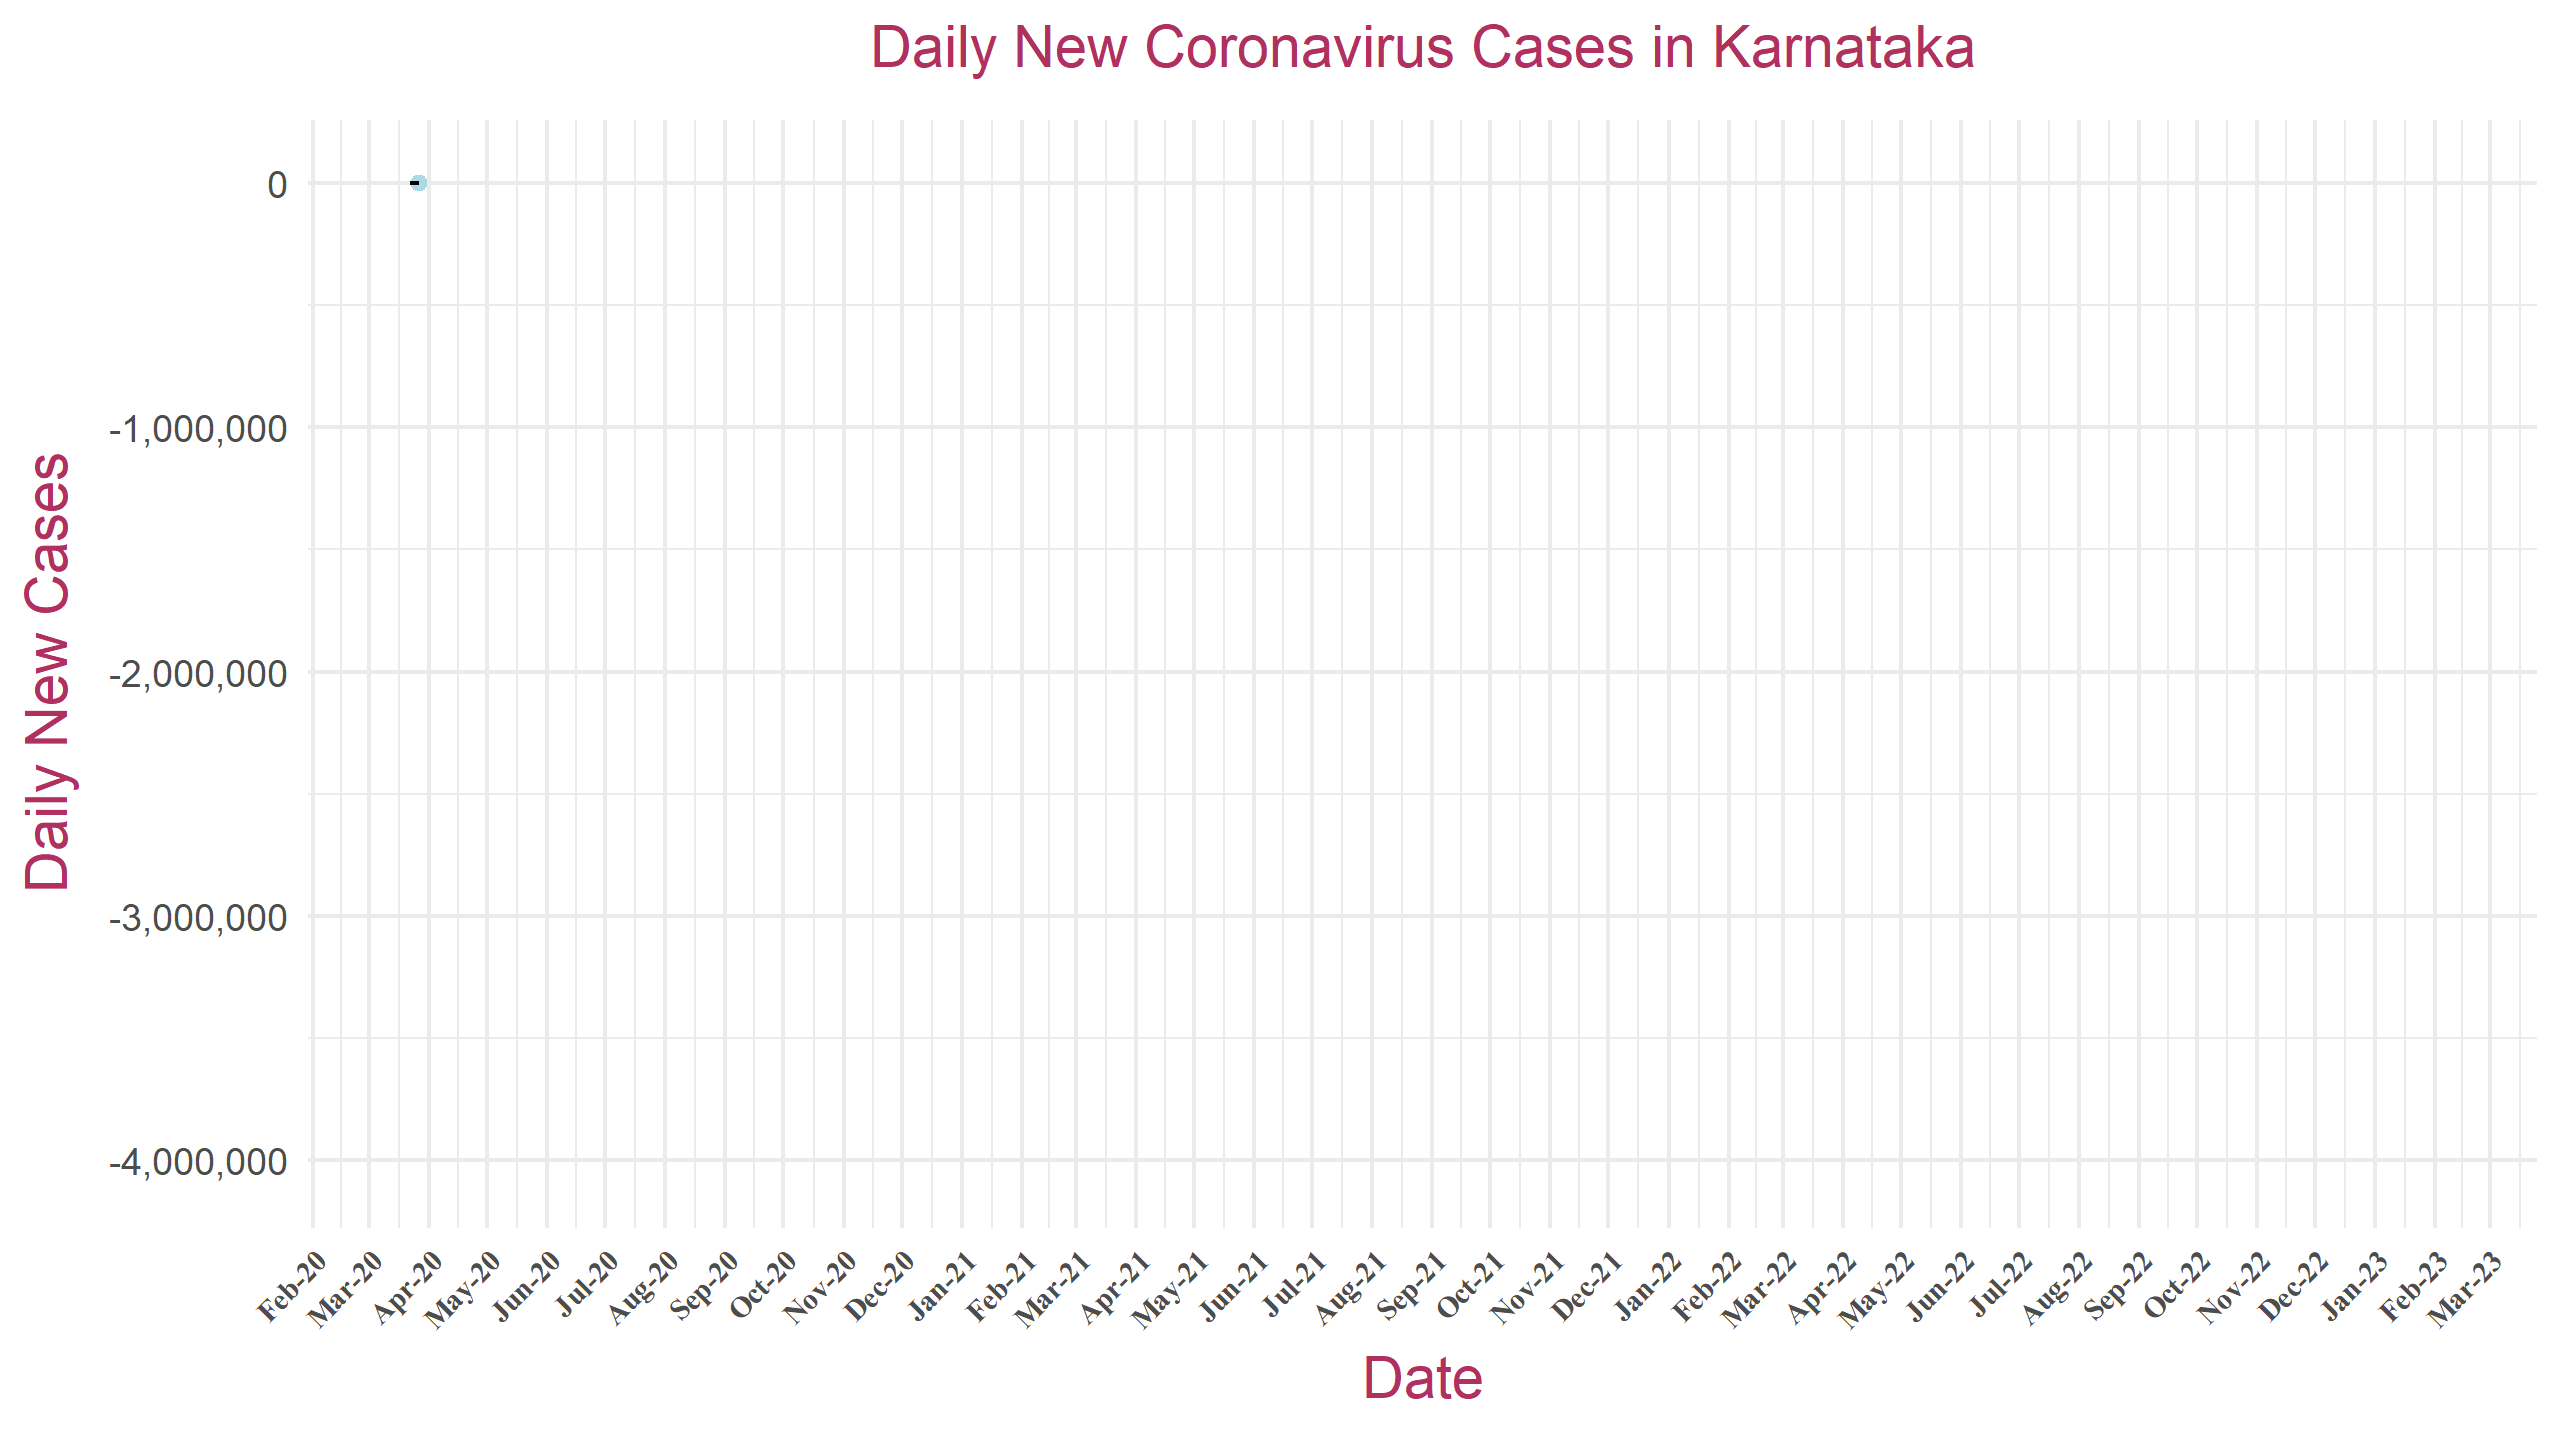 Daily New Coronavirus Cases in Karnataka
Daily New Cases
0
-1,000,000
-2,000,000
-3,000,000
-4,000,000
Feb-20 Mar-20 Apr-20 May-20 Jun-20 Jul-20 Aug-20 Sep-20 Oct-20 Nov-20 Dec-20 Jan-21 Feb-21 Mar-21 Apr-21 May-21 Jun-21 Jul-21 Aug-21 Sep-21 Oct-21 Nov-21 Dec-21 Jan-22 Feb-22 Mar-22 Apr-22 May-22 Jun-22 Jul-22 Aug-22 Sep-22 Oct-22 Nov-22 Dec-22 Jan-23 Feb-23 Mar-23
Date